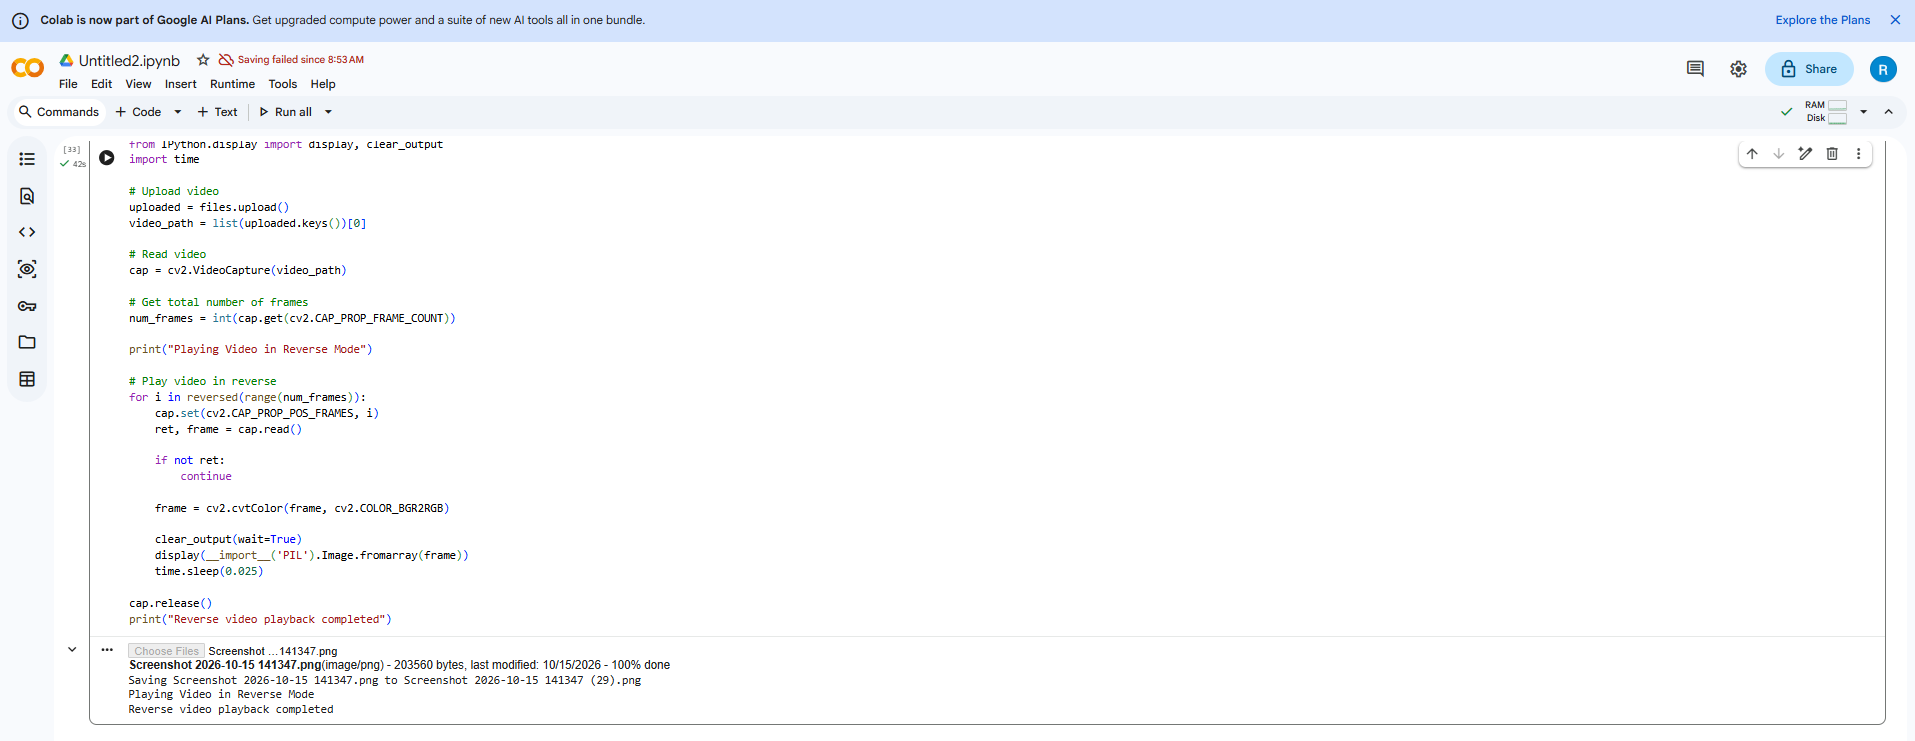 Colab is now part of Google AI Plans. Get upgraded compute power and a suite of new AI tools all in one bundle.
Explore the Plans
Untitled2.ipynb
Saving failed since 8:53 AM
Share
R
File Edit View Insert Runtime Tools Help
Commands + Code + Text Run all
RAM
Disk
[33]
42s
from IPython.display import display, clear_output
import time
# Upload video
uploaded = files.upload()
video_path = list(uploaded.keys())[0]
# Read video
cap = cv2.VideoCapture(video_path)
# Get total number of frames
num_frames = int(cap.get(cv2.CAP_PROP_FRAME_COUNT))
print("Playing Video in Reverse Mode")
# Play video in reverse
for i in reversed(range(num_frames)):
    cap.set(cv2.CAP_PROP_POS_FRAMES, i)
    ret, frame = cap.read()
    if not ret:
        continue
    frame = cv2.cvtColor(frame, cv2.COLOR_BGR2RGB)
    clear_output(wait=True)
    display(__import__('PIL').Image.fromarray(frame))
    time.sleep(0.025)
cap.release()
print("Reverse video playback completed")
Choose Files Screenshot ...141347.png
Screenshot 2026-10-15 141347.png(image/png) - 203560 bytes, last modified: 10/15/2026 - 100% done
Saving Screenshot 2026-10-15 141347.png to Screenshot 2026-10-15 141347 (29).png
Playing Video in Reverse Mode
Reverse video playback completed